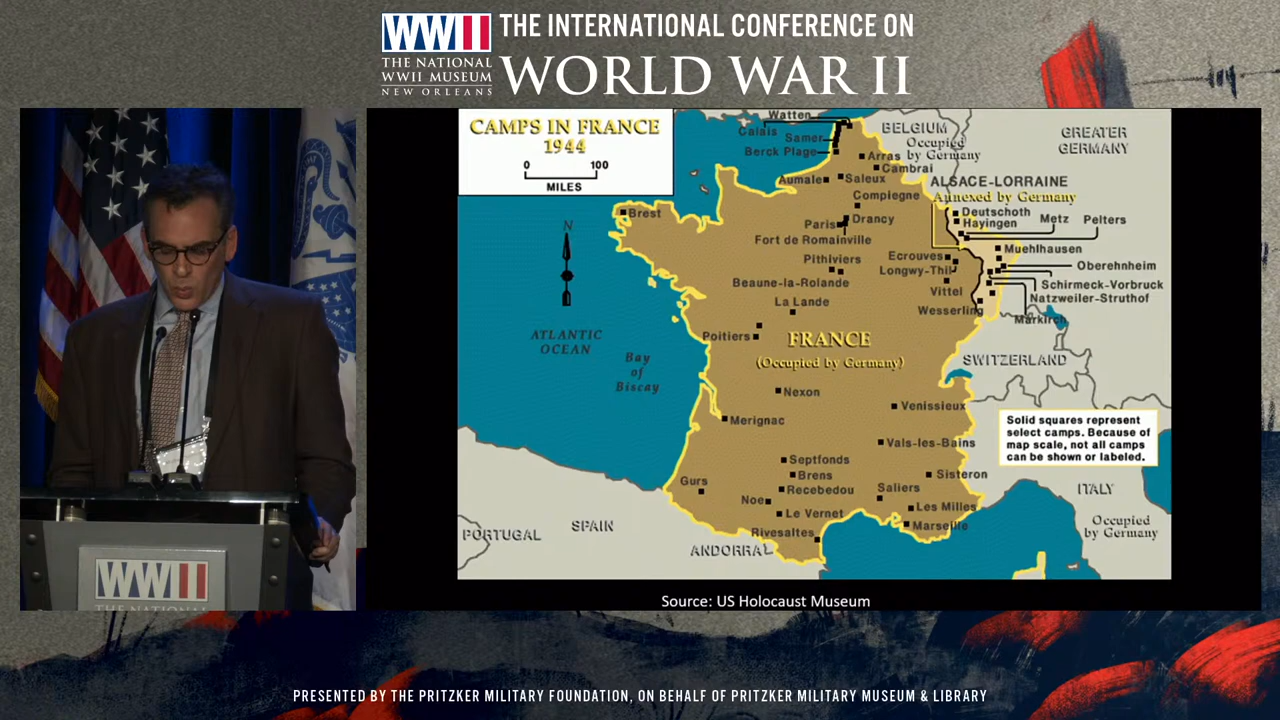 WWII
THE NATIONAL
WWII MUSEUM
NEW ORLEANS
THE INTERNATIONAL CONFERENCE ON
WORLD WAR II
CAMPS IN FRANCE
1944
0 100
MILES
N
ATLANTIC
OCEAN
Bay
of
Biscay
Watten
Calais
Samer
Berck Plage
BELGIUM
Occupied
by Germany
GREATER
GERMANY
Arras
Cambrai
Aumale
Saleux
ALSACE-LORRAINE
Annexed by Germany
Compiegne
Brest
Drancy
Paris
Fort de Romainville
Deutschoth
Hayingen
Metz
Pelters
Muehlhausen
Ecrouves
Longwy-Thil
Oberehnheim
Pithiviers
Beaune-la-Rolande
Vittel
Schirmeck-Vorbruck
Natzweiler-Struthof
La Lande
Wesserling
Markirch
Poitiers
FRANCE
(Occupied by Germany)
SWITZERLAND
Nexon
Venissieux
Merignac
Vals-les-Bains
Solid squares represent
select camps. Because of
map scale, not all camps
can be shown or labeled.
Septfonds
Brens
Sisteron
Gurs
Recebedou
Saliers
ITALY
Noe
Le Vernet
Les Milles
Marseille
Occupied
by Germany
PORTUGAL
SPAIN
Rivesaltes
ANDORRA
Source: US Holocaust Museum
WWII
THE NATIONAL
PRESENTED BY THE PRITZKER MILITARY FOUNDATION, ON BEHALF OF PRITZKER MILITARY MUSEUM & LIBRARY